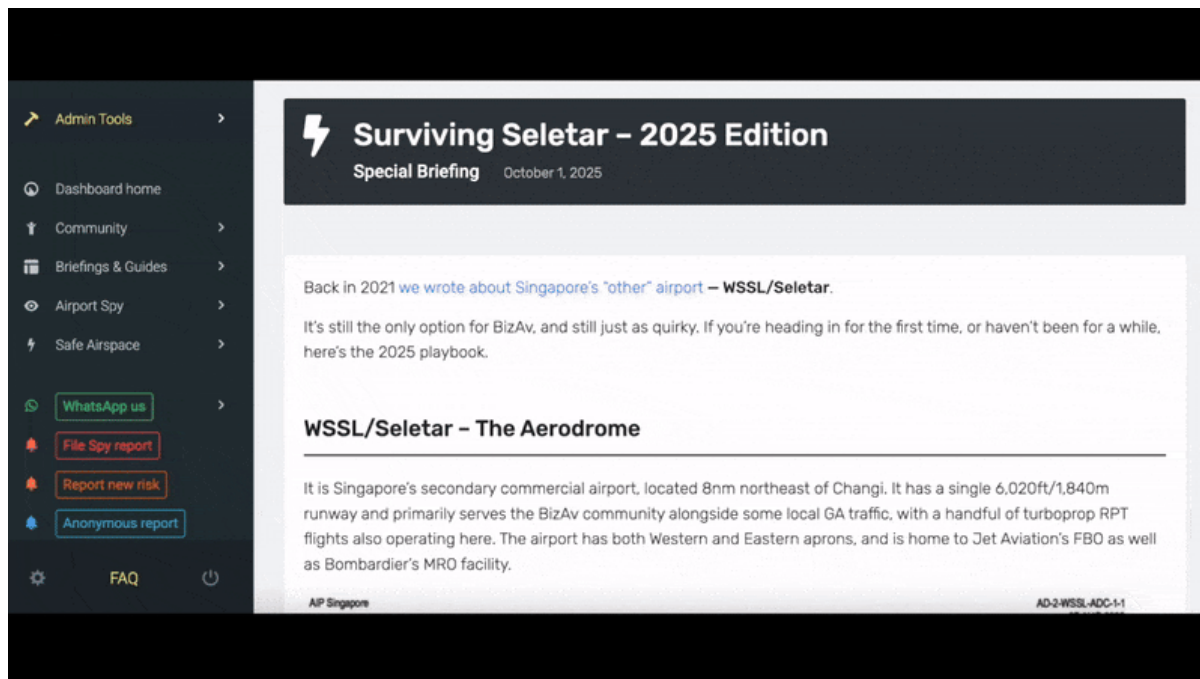 Admin Tools
Dashboard home
Community
Briefings & Guides
Airport Spy
Safe Airspace
WhatsApp us
File Spy report
Report new risk
Anonymous report
FAQ
Surviving Seletar – 2025 Edition
Special Briefing October 1, 2025
Back in 2021 we wrote about Singapore's "other" airport – WSSL/Seletar.
It's still the only option for BizAv, and still just as quirky. If you're heading in for the first time, or haven't been for a while,
here's the 2025 playbook.
WSSL/Seletar – The Aerodrome
It is Singapore's secondary commercial airport, located 8nm northeast of Changi. It has a single 6,020ft/1,840m
runway and primarily serves the BizAv community alongside some local GA traffic, with a handful of turboprop RPT
flights also operating here. The airport has both Western and Eastern aprons, and is home to Jet Aviation's FBO as well
as Bombardier's MRO facility.
AIP Singapore AD-2-WSSL-ADC-1-1